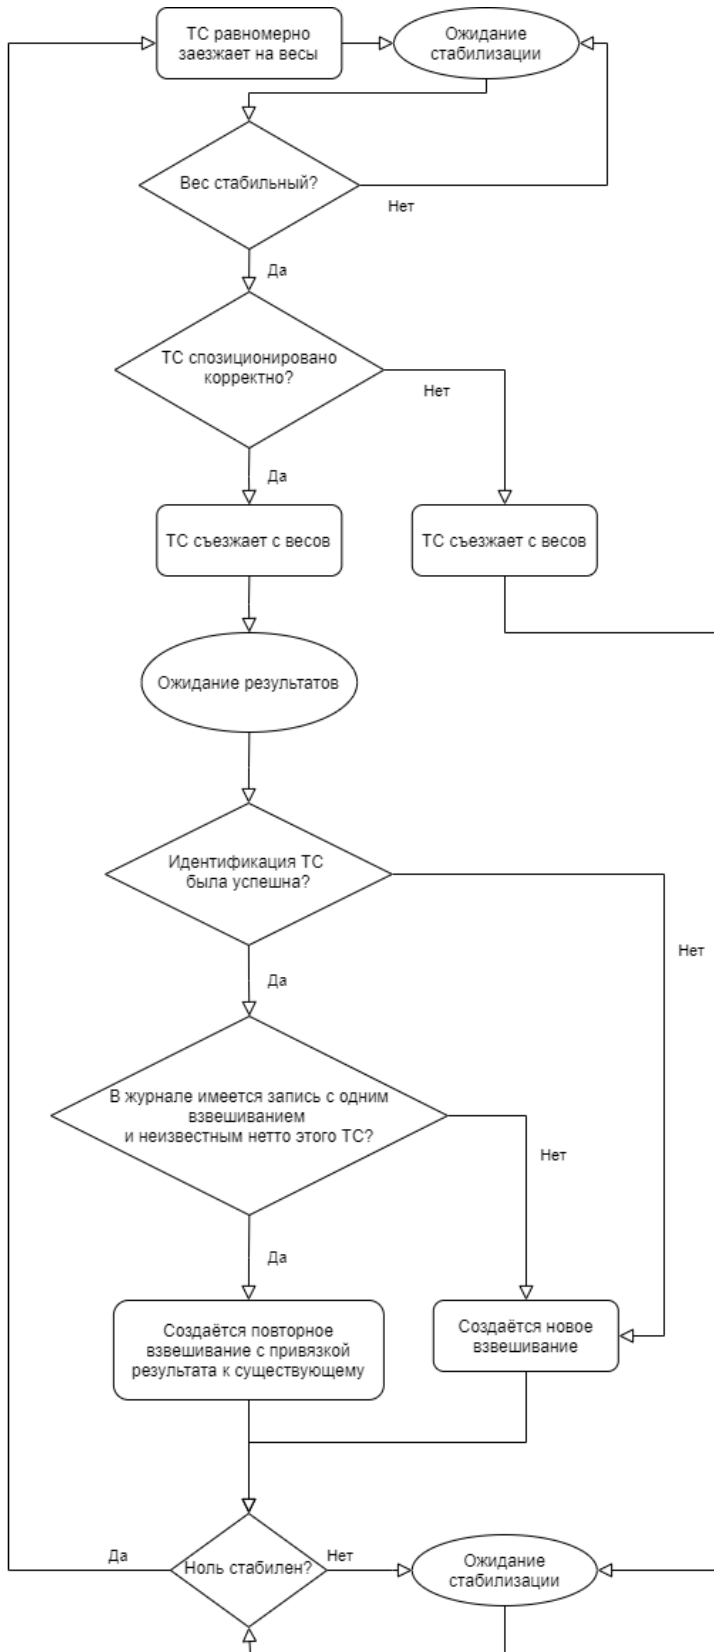 ТС равномерно
заезжает на весы
Ожидание
стабилизации
Вес стабильный?
Нет
Да
ТС спозиционировано
корректно?
Нет
Да
ТС съезжает с весов
ТС съезжает с весов
Ожидание результатов
Идентификация ТС
была успешна?
Нет
Да
В журнале имеется запись с одним
взвешиванием
и неизвестным нетто этого ТС?
Нет
Да
Создаётся повторное
взвешивание с привязкой
результата к существующему
Создаётся новое
взвешивание
Да
Ноль стабилен?
Нет
Ожидание
стабилизации